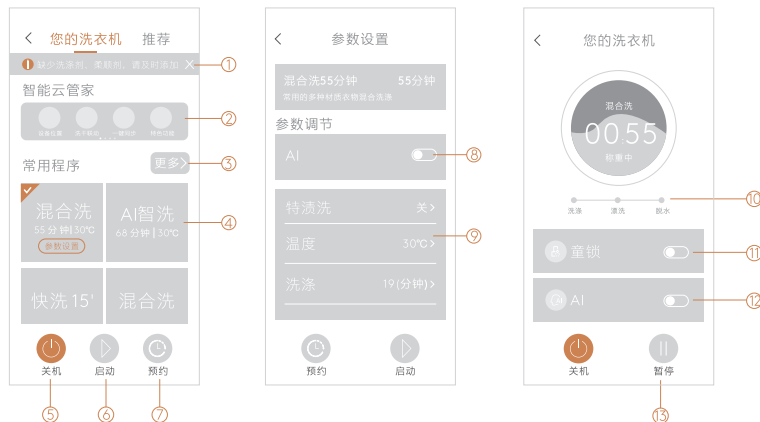 您的洗衣机 推荐
缺少洗涤剂、柔顺剂，请及时添加 ①
智能云管家
②
常用程序 更多 ③
混合洗 AI智洗
55分钟|30℃ 68分钟|30℃ ④
参数设置
快洗15' 混合洗
关机 启动 预约
⑤ ⑥ ⑦
参数设置
混合洗55分钟 55分钟
常用的多种材质衣物混合洗涤
参数调节
AI ⑧
特渍洗 关
温度 30℃ ⑨
洗涤 19(分钟)
预约 启动
您的洗衣机
混合洗
00:55
称重中
⑩
洗涤 漂洗 脱水
童锁 ⑪
AI ⑫
关机 暂停
⑬